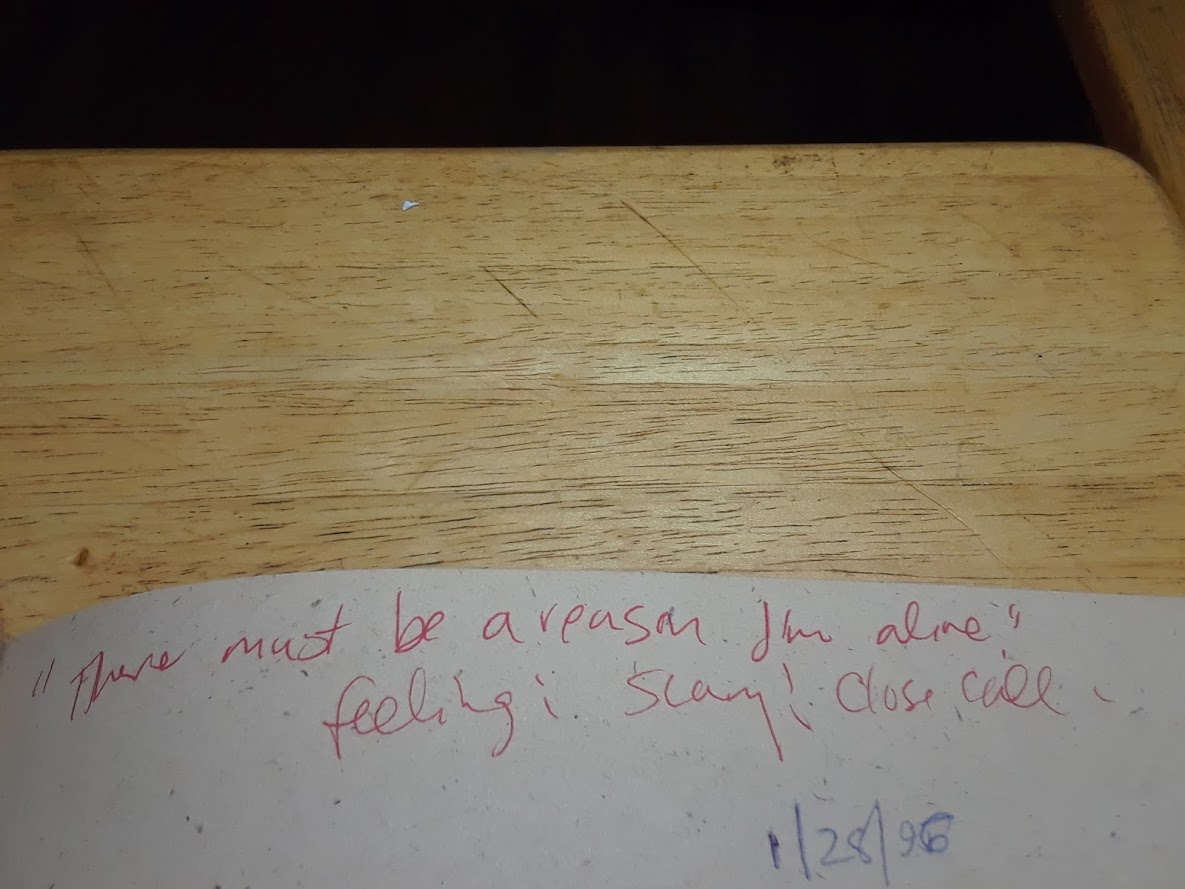 "There must be a reason I'm alive"
feeling: Scary! Close call.
1/28/96